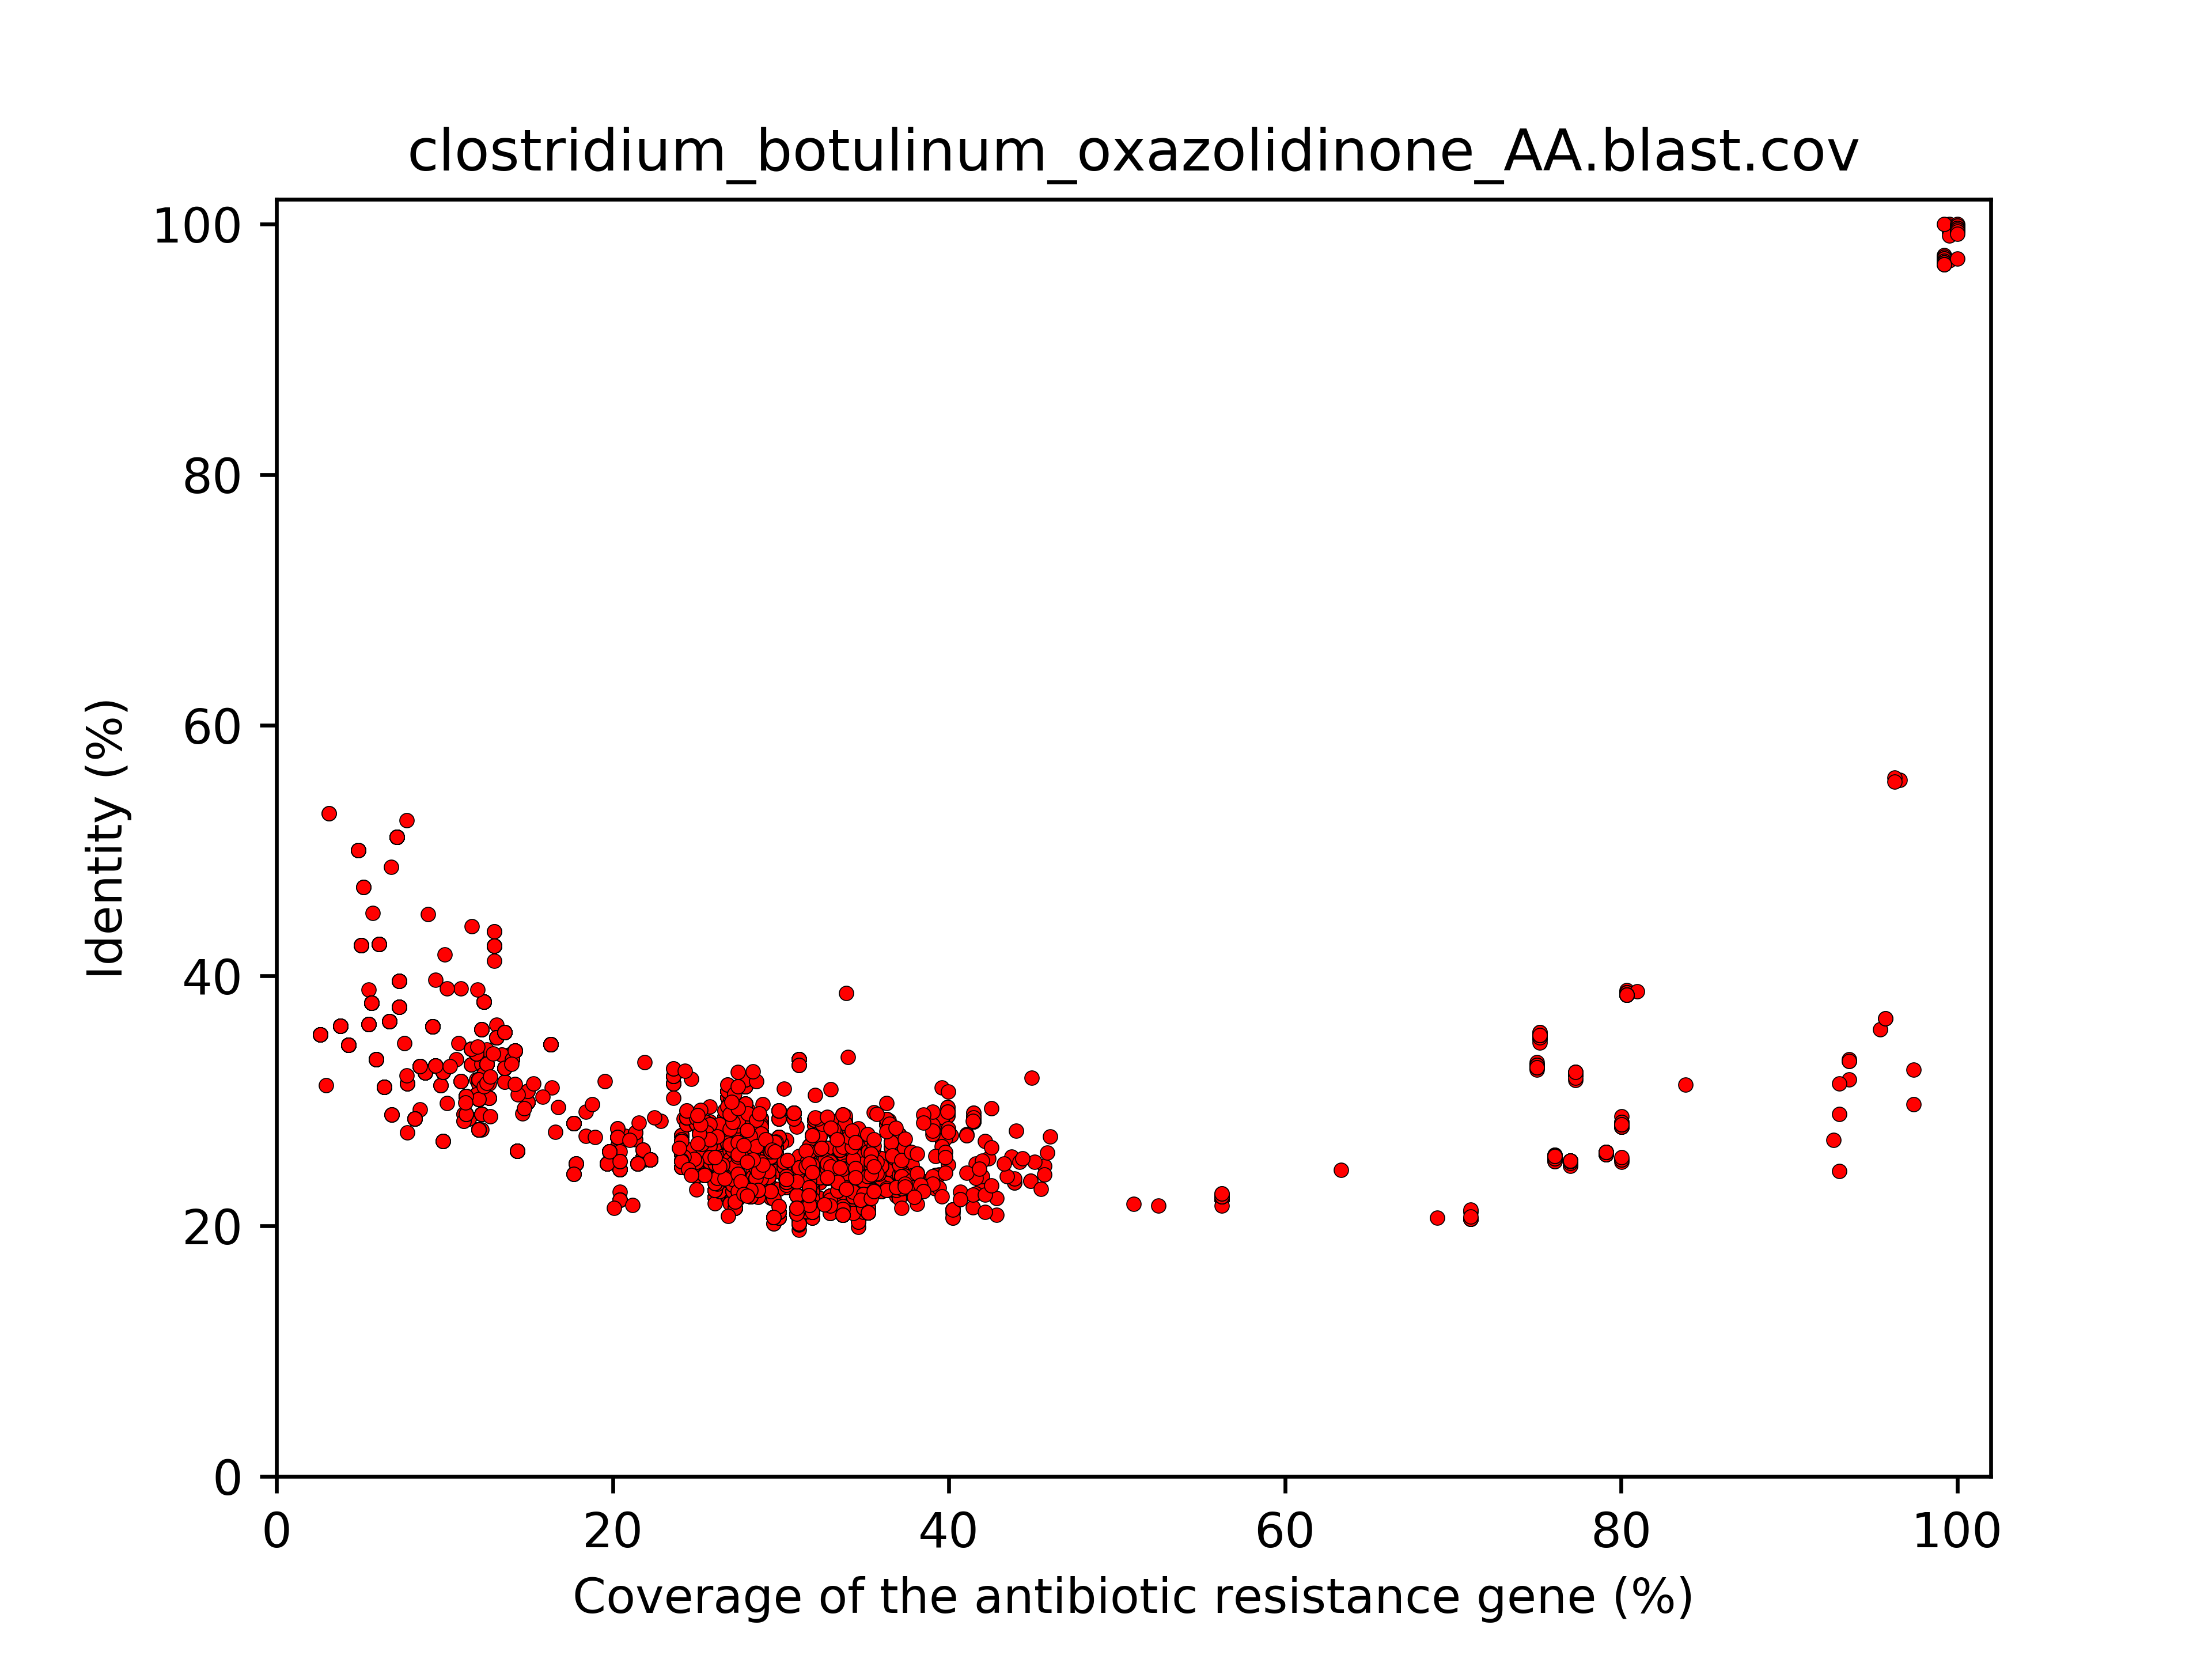 clostridium_botulinum_oxazolidinone_AA.blast.cov
100
80
60
40
20
0
Identity (%)
0 20 40 60 80 100
Coverage of the antibiotic resistance gene (%)